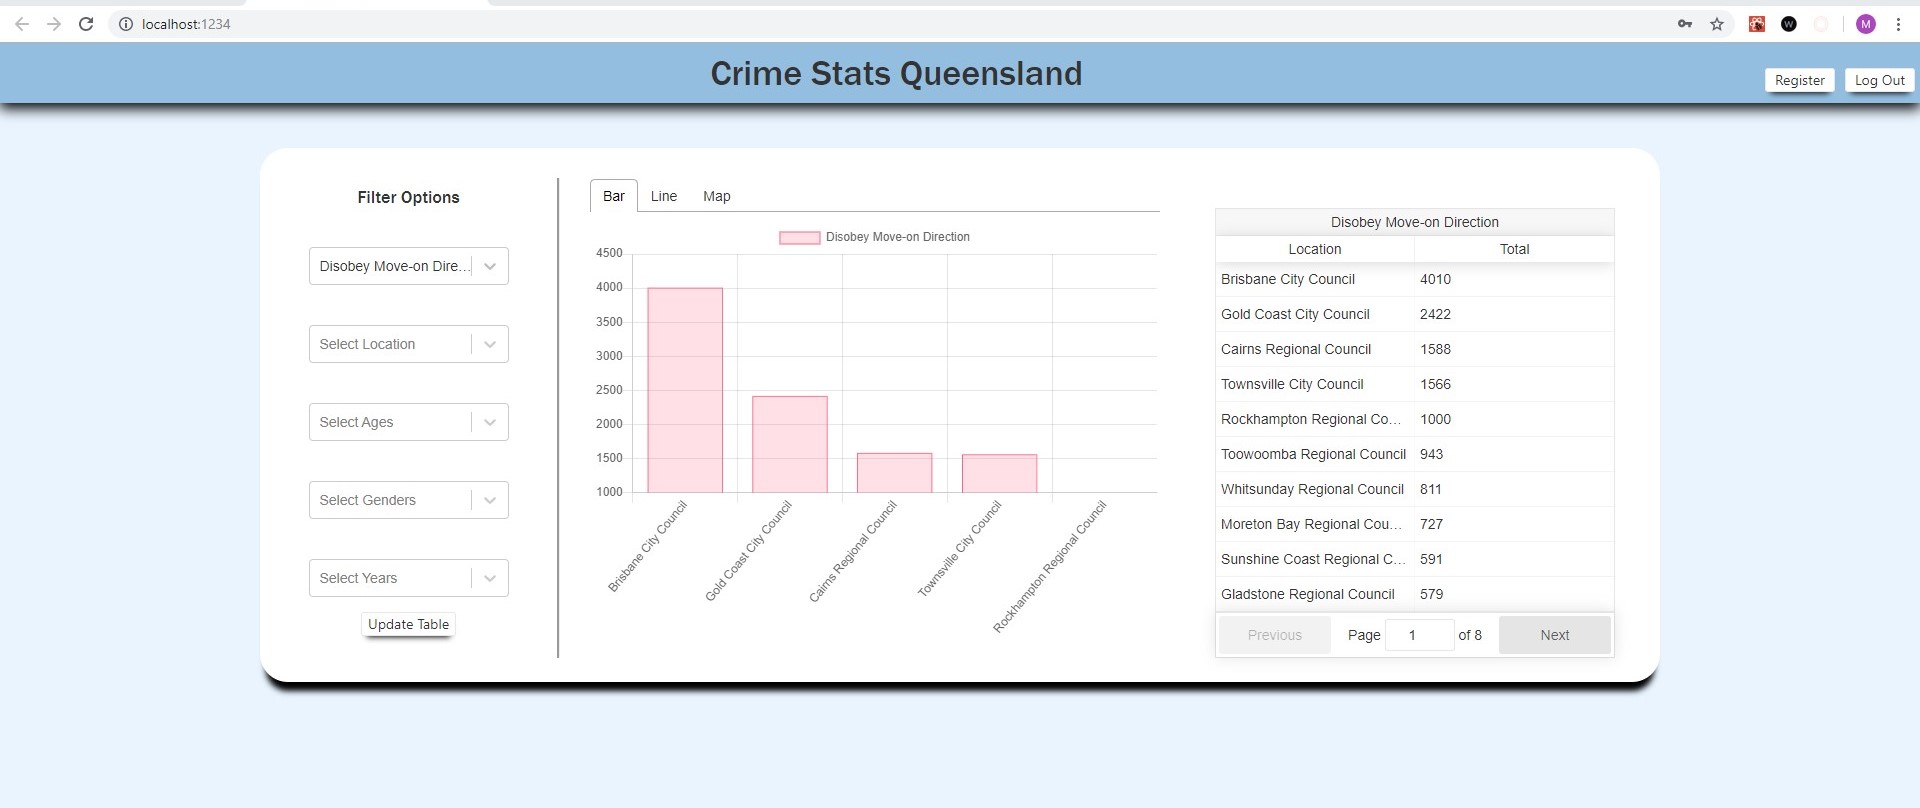 localhost:1234
M
Crime Stats Queensland
Register
Log Out
Filter Options
Disobey Move-on Dire...
Select Location
Select Ages
Select Genders
Select Years
Update Table
Bar Line Map
Disobey Move-on Direction
4500
4000
3500
3000
2500
2000
1500
1000
Brisbane City Council
Gold Coast City Council
Cairns Regional Council
Townsville City Council
Rockhampton Regional Council
Disobey Move-on Direction
Location Total
Brisbane City Council 4010
Gold Coast City Council 2422
Cairns Regional Council 1588
Townsville City Council 1566
Rockhampton Regional Co... 1000
Toowoomba Regional Council 943
Whitsunday Regional Council 811
Moreton Bay Regional Cou... 727
Sunshine Coast Regional C... 591
Gladstone Regional Council 579
Previous Page 1 of 8 Next